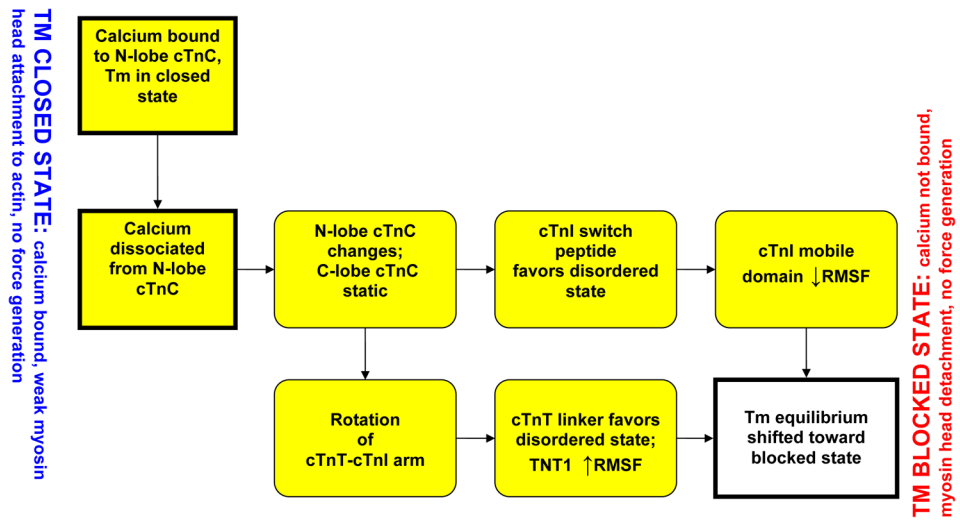 TM CLOSED STATE: calcium bound, weak myosin
head attachment to actin, no force generation
Calcium bound
to N-lobe cTnC,
Tm in closed
state
Calcium
dissociated
from N-lobe
cTnC
N-lobe cTnC
changes;
C-lobe cTnC
static
cTnI switch
peptide
favors disordered
state
cTnI mobile
domain ↓RMSF
Rotation
of
cTnT-cTnI arm
cTnT linker favors
disordered state;
TNT1 ↑RMSF
Tm equilibrium
shifted toward
blocked state
TM BLOCKED STATE: calcium not bound,
myosin head detachment, no force generation